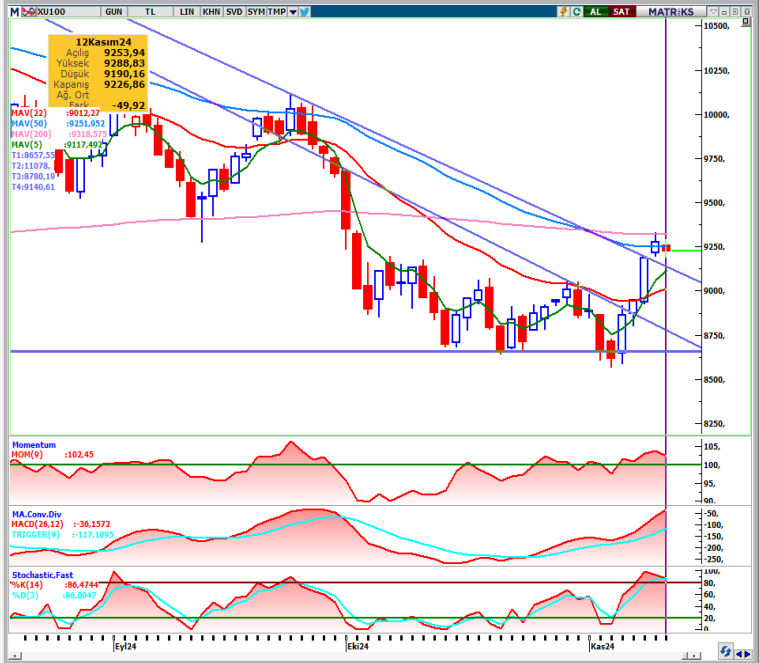 M XU100 GUN TL LIN KHN SVD SYM TMP AL SAT MATRİKS
12Kasım24
Açılış 9253,94
Yüksek 9288,83
Düşük 9190,16
Kapanış 9226,86
Ağ. Ort
Fark -49,92
MAV(22) :9012,27
MAV(50) :9251,952
MAV(200) :9318,575
MAV(5) :9117,492
T1:8657,55
T2:11078,
T3:8780,19
T4:9140,61
10500,
10250,
10000,
9750,
9500,
9250,
9000,
8750,
8500,
8250,
Momentum
MOM(9) :102,45
105,
100,
95,
90,
MA.Conv.Div
MACD(26,12) :-36,1572
TRIGGER(9) :-117,1095
-50,
-100,
-150,
-200,
-250,
Stochastic,Fast
%K(14) :86,4744
%D(3) :86,0047
100,
80,
60,
40,
20,
0,
Eyl24 Eki24 Kas24